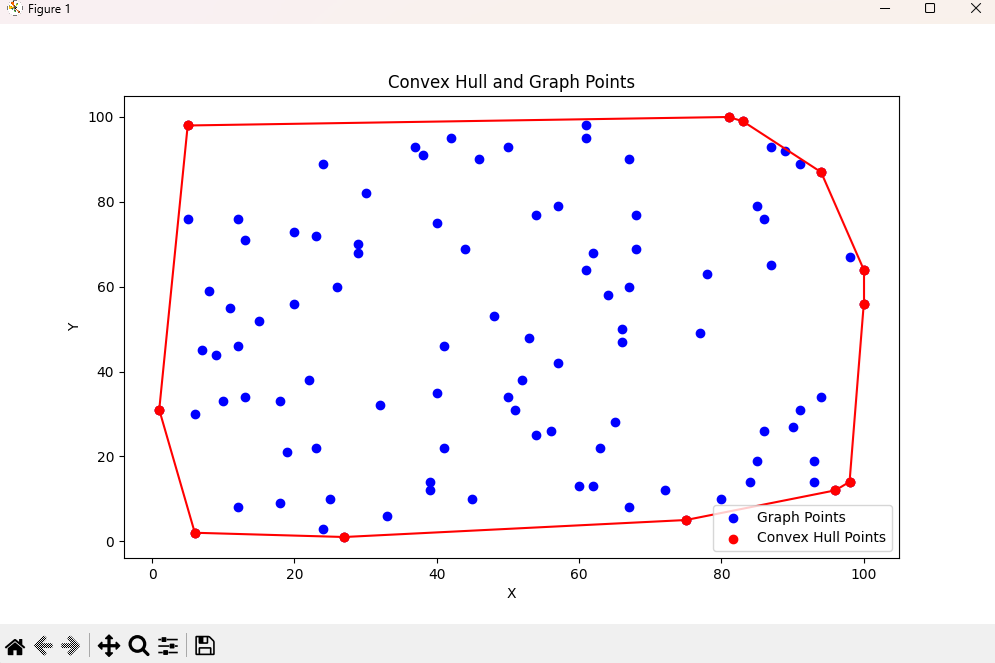 Figure 1
Convex Hull and Graph Points
100
80
60
40
20
0
Y
0 20 40 60 80 100
X
Graph Points
Convex Hull Points